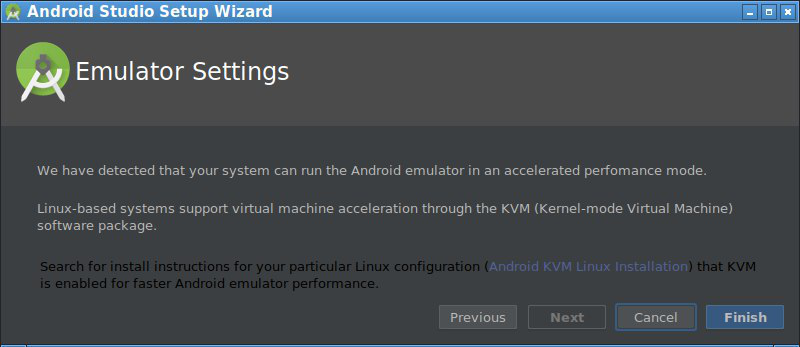 Android Studio Setup Wizard
Emulator Settings
We have detected that your system can run the Android emulator in an accelerated perfomance mode.
Linux-based systems support virtual machine acceleration through the KVM (Kernel-mode Virtual Machine)
software package.
Search for install instructions for your particular Linux configuration (Android KVM Linux Installation) that KVM
is enabled for faster Android emulator performance.
Previous Next Cancel Finish